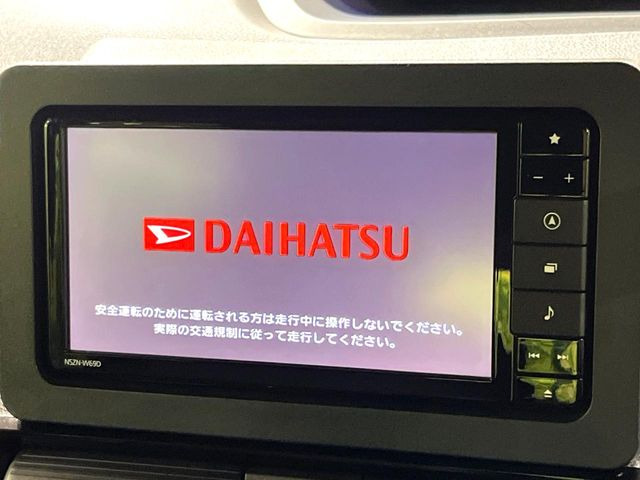 DAIHATSU
安全運転のために運転される方は走行中に操作しないでください。
実際の交通規制に従って走行してください。
NSZN-W69D